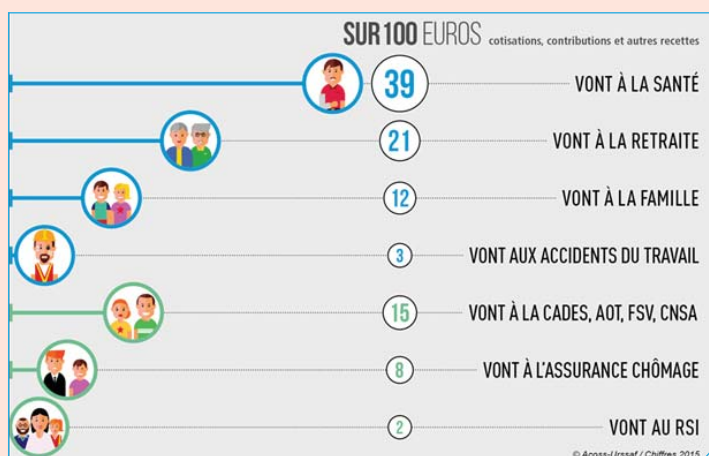 SUR 100 EUROS cotisations, contributions et autres recettes
39 VONT À LA SANTÉ
21 VONT À LA RETRAITE
12 VONT À LA FAMILLE
3 VONT AUX ACCIDENTS DU TRAVAIL
15 VONT À LA CADES, AOT, FSV, CNSA
8 VONT À L'ASSURANCE CHÔMAGE
2 VONT AU RSI
© Acoss-Urssaf / Chiffres 2015